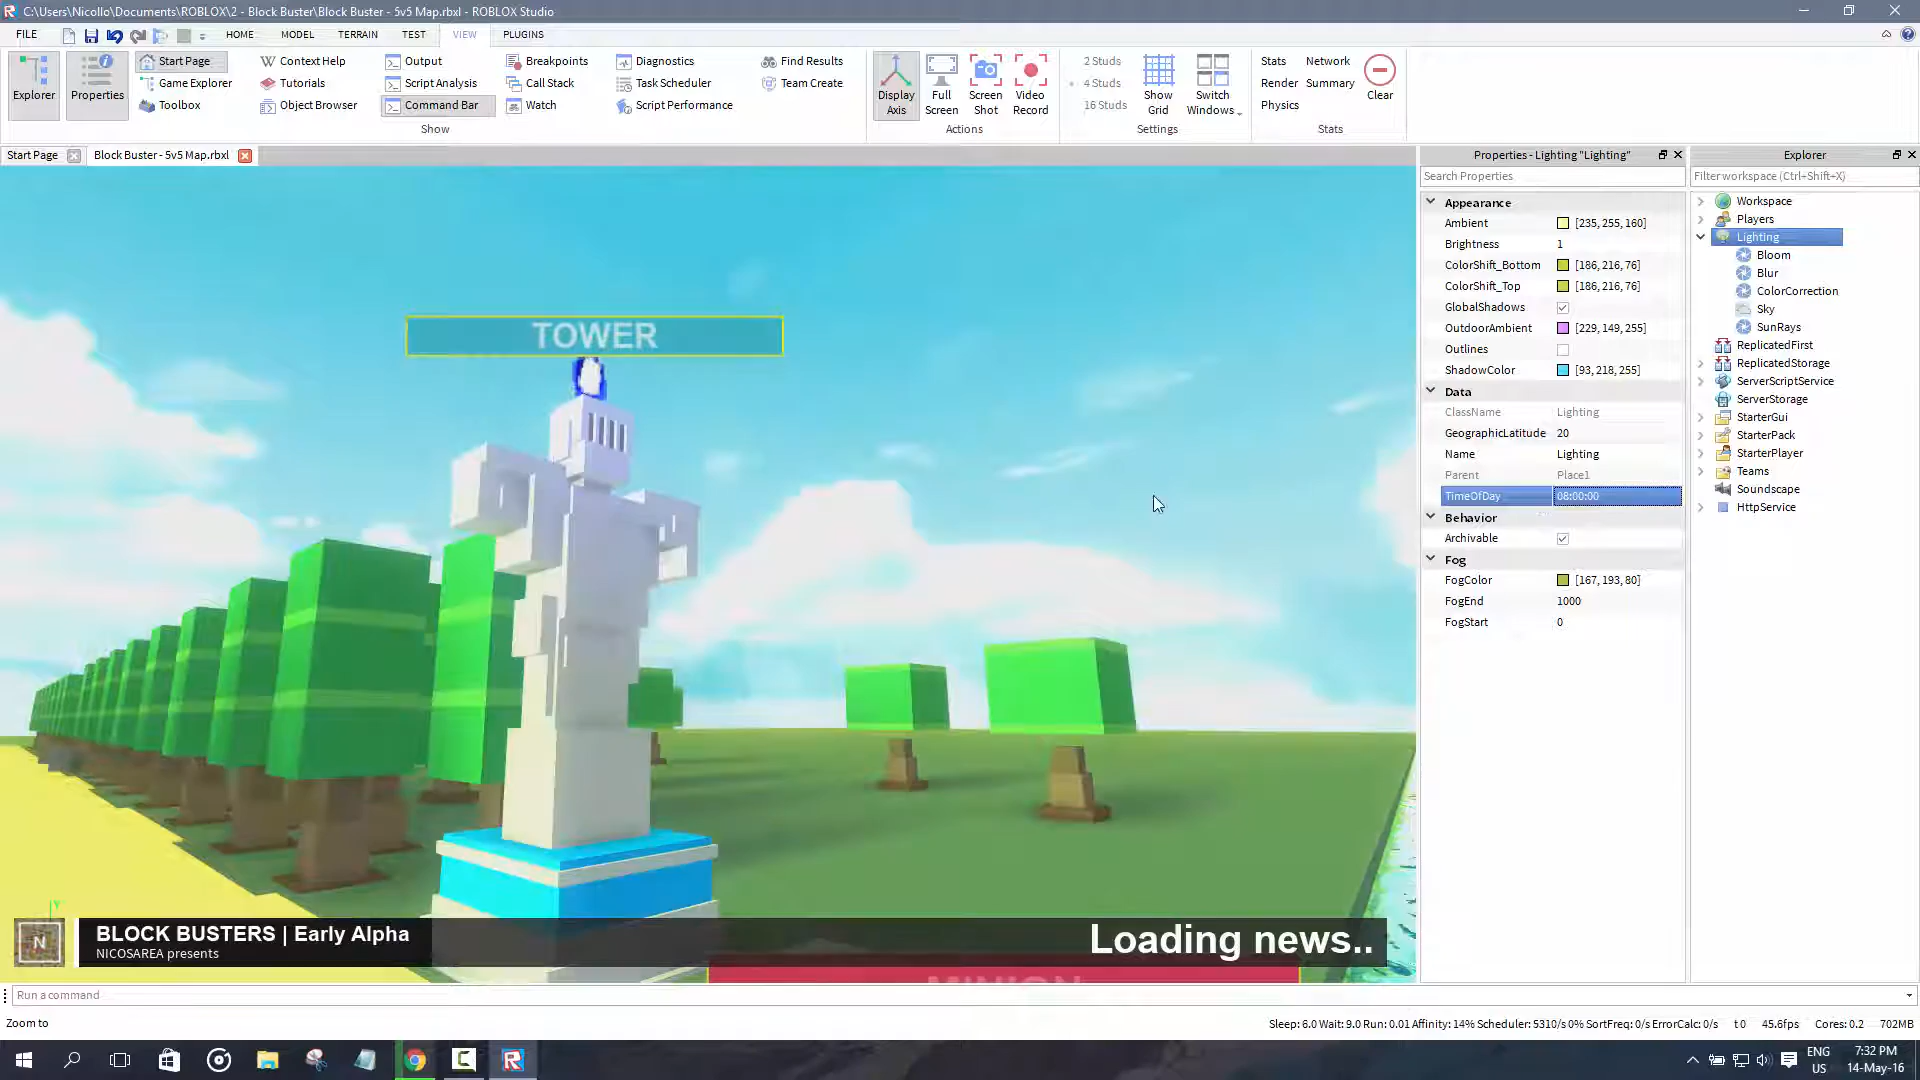 C:\Users\Nicollo\Documents\ROBLOX\2 - Block Buster\Block Buster - 5v5 Map.rbxl - ROBLOX Studio
FILE HOME MODEL TERRAIN TEST VIEW PLUGINS
Explorer
Properties
Start Page
Game Explorer
Toolbox
Context Help
Tutorials
Object Browser
Output
Script Analysis
Command Bar
Breakpoints
Call Stack
Watch
Diagnostics
Task Scheduler
Script Performance
Find Results
Team Create
Show
Display Axis
Full Screen
Screen Shot
Video Record
Actions
2 Studs
4 Studs
16 Studs
Show Grid
Switch Windows
Settings
Stats
Render
Physics
Network
Summary
Clear
Stats
Start Page
Block Buster - 5v5 Map.rbxl
TOWER
N
BLOCK BUSTERS | Early Alpha
NICOSAREA presents
Loading news..
MINION
Properties - Lighting "Lighting"
Search Properties
Appearance
Ambient [235, 255, 160]
Brightness 1
ColorShift_Bottom [186, 216, 76]
ColorShift_Top [186, 216, 76]
GlobalShadows
OutdoorAmbient [229, 149, 255]
Outlines
ShadowColor [93, 218, 255]
Data
ClassName Lighting
GeographicLatitude 20
Name Lighting
Parent Place1
TimeOfDay 08:00:00
Behavior
Archivable
Fog
FogColor [167, 193, 80]
FogEnd 1000
FogStart 0
Explorer
Filter workspace (Ctrl+Shift+X)
Workspace
Players
Lighting
Bloom
Blur
ColorCorrection
Sky
SunRays
ReplicatedFirst
ReplicatedStorage
ServerScriptService
ServerStorage
StarterGui
StarterPack
StarterPlayer
Teams
Soundscape
HttpService
Run a command
Zoom to
Sleep: 6.0 Wait: 9.0 Run: 0.01 Affinity: 14% Scheduler: 5310/s 0% SortFreq: 0/s ErrorCalc: 0/s t 0 45.6fps Cores: 0.2 702MB
ENG
US
7:32 PM
14-May-16